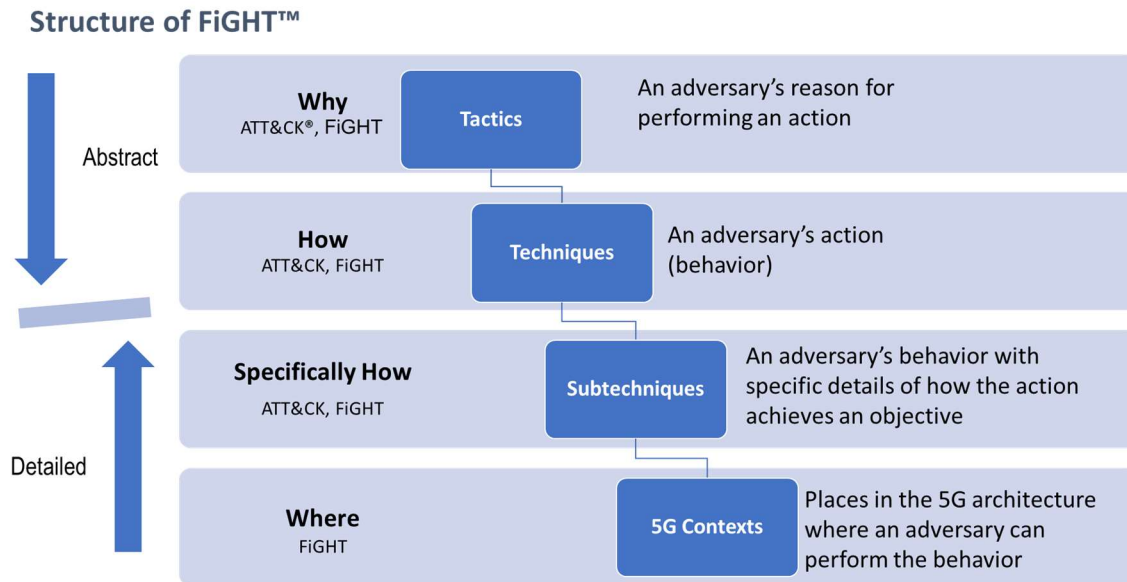 Structure of FiGHT™
Abstract
Detailed
Why
ATT&CK®, FiGHT
Tactics
An adversary’s reason for
performing an action
How
ATT&CK, FiGHT
Techniques
An adversary’s action
(behavior)
Specifically How
ATT&CK, FiGHT
Subtechniques
An adversary’s behavior with
specific details of how the action
achieves an objective
Where
FiGHT
5G Contexts
Places in the 5G architecture
where an adversary can
perform the behavior